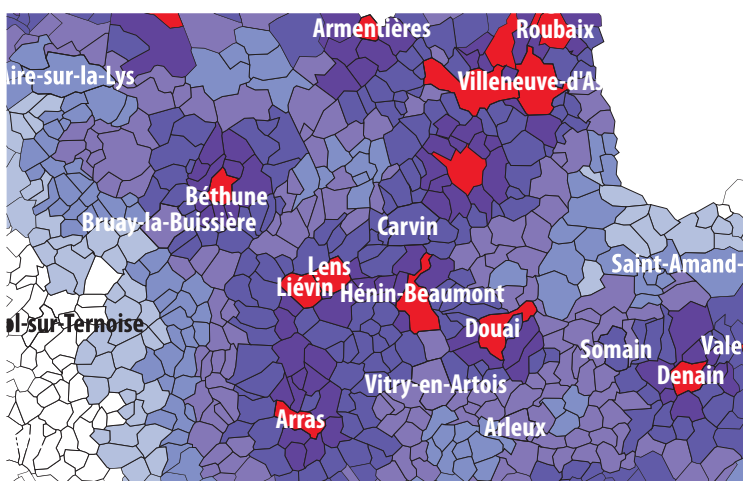 Armentières
Roubaix
Aire-sur-la-Lys
Villeneuve-d'As
Béthune
Bruay-la-Buissière
Carvin
Lens
Saint-Amand-
Liévin
Hénin-Beaumont
ol-sur-Ternoise
Douai
Somain
Vale
Denain
Vitry-en-Artois
Arras
Arleux